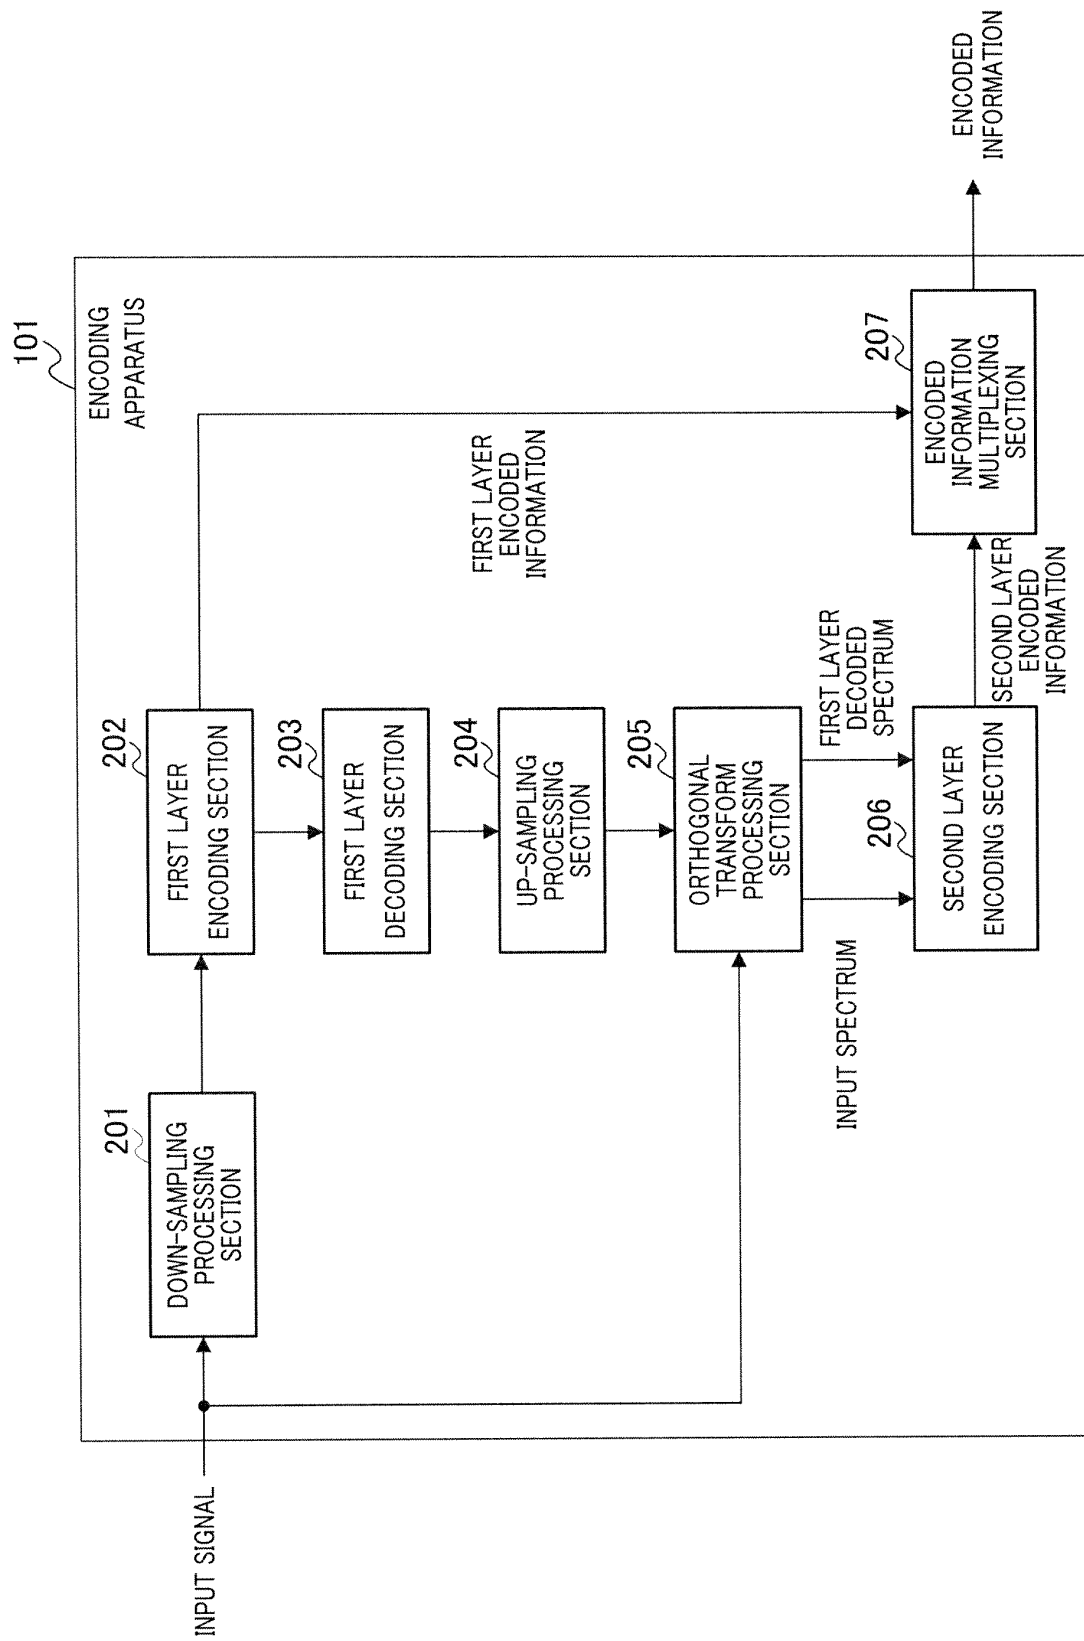 101
ENCODING
APPARATUS
INPUT SIGNAL
201
DOWN-SAMPLING
PROCESSING
SECTION
202
FIRST LAYER
ENCODING SECTION
203
FIRST LAYER
DECODING SECTION
204
UP-SAMPLING
PROCESSING
SECTION
205
ORTHOGONAL
TRANSFORM
PROCESSING
SECTION
FIRST LAYER
ENCODED
INFORMATION
INPUT SPECTRUM
FIRST LAYER
DECODED
SPECTRUM
206
SECOND LAYER
ENCODING SECTION
SECOND LAYER
ENCODED
INFORMATION
207
ENCODED
INFORMATION
MULTIPLEXING
SECTION
ENCODED
INFORMATION